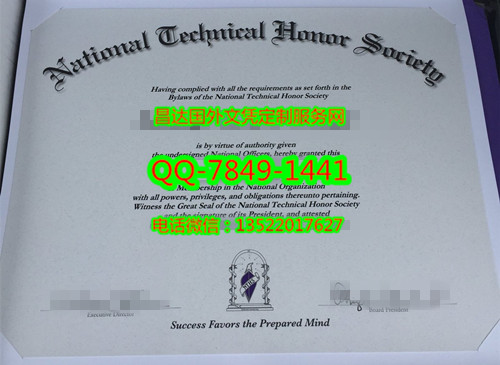 National Technical Honor Society
Having complied with all the requirements as set forth in the
Bylaws of the National Technical Honor Society
昌达国外文凭定制服务网
is by virtue of authority given
the undersigned National Officers, hereby granted this
QQ-7849-1441
Membership in the National Organization
with all powers, privileges, and obligations thereunto pertaining.
Witness the Great Seal of the National Technical Honor Society
and the signature of its President, and attested
电话微信：13522017627
Executive Director
Board President
Success Favors the Prepared Mind